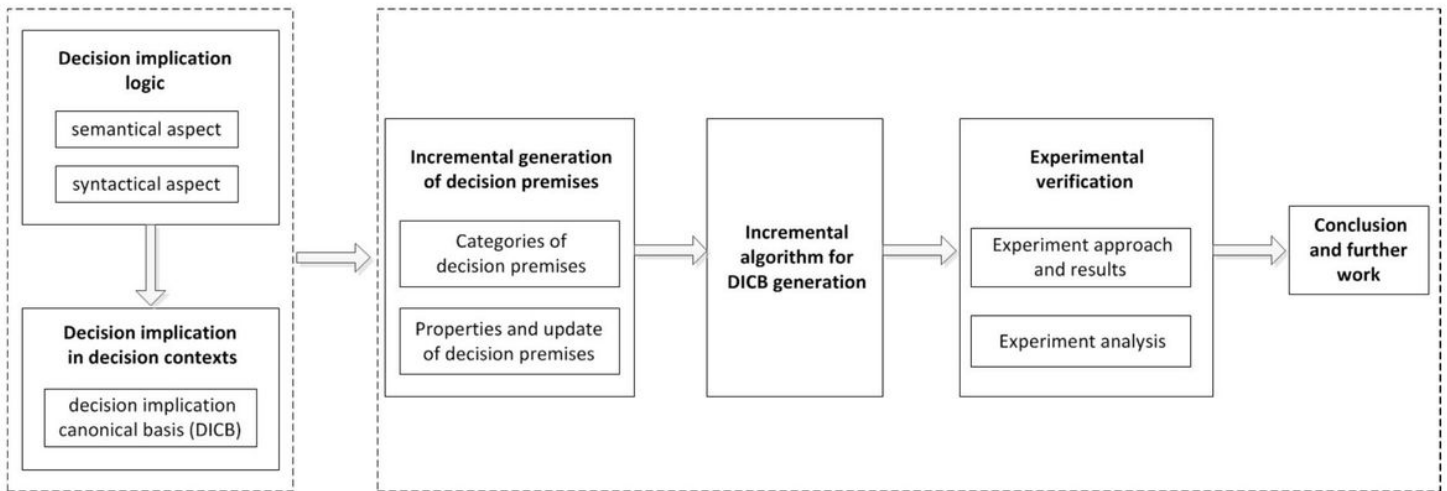 Decision implication
logic
semantical aspect
syntactical aspect
Decision implication
in decision contexts
decision implication
canonical basis (DICB)
Incremental generation
of decision premises
Categories of
decision premises
Properties and update
of decision premises
Incremental
algorithm for
DICB generation
Experimental
verification
Experiment approach
and results
Experiment analysis
Conclusion
and further
work